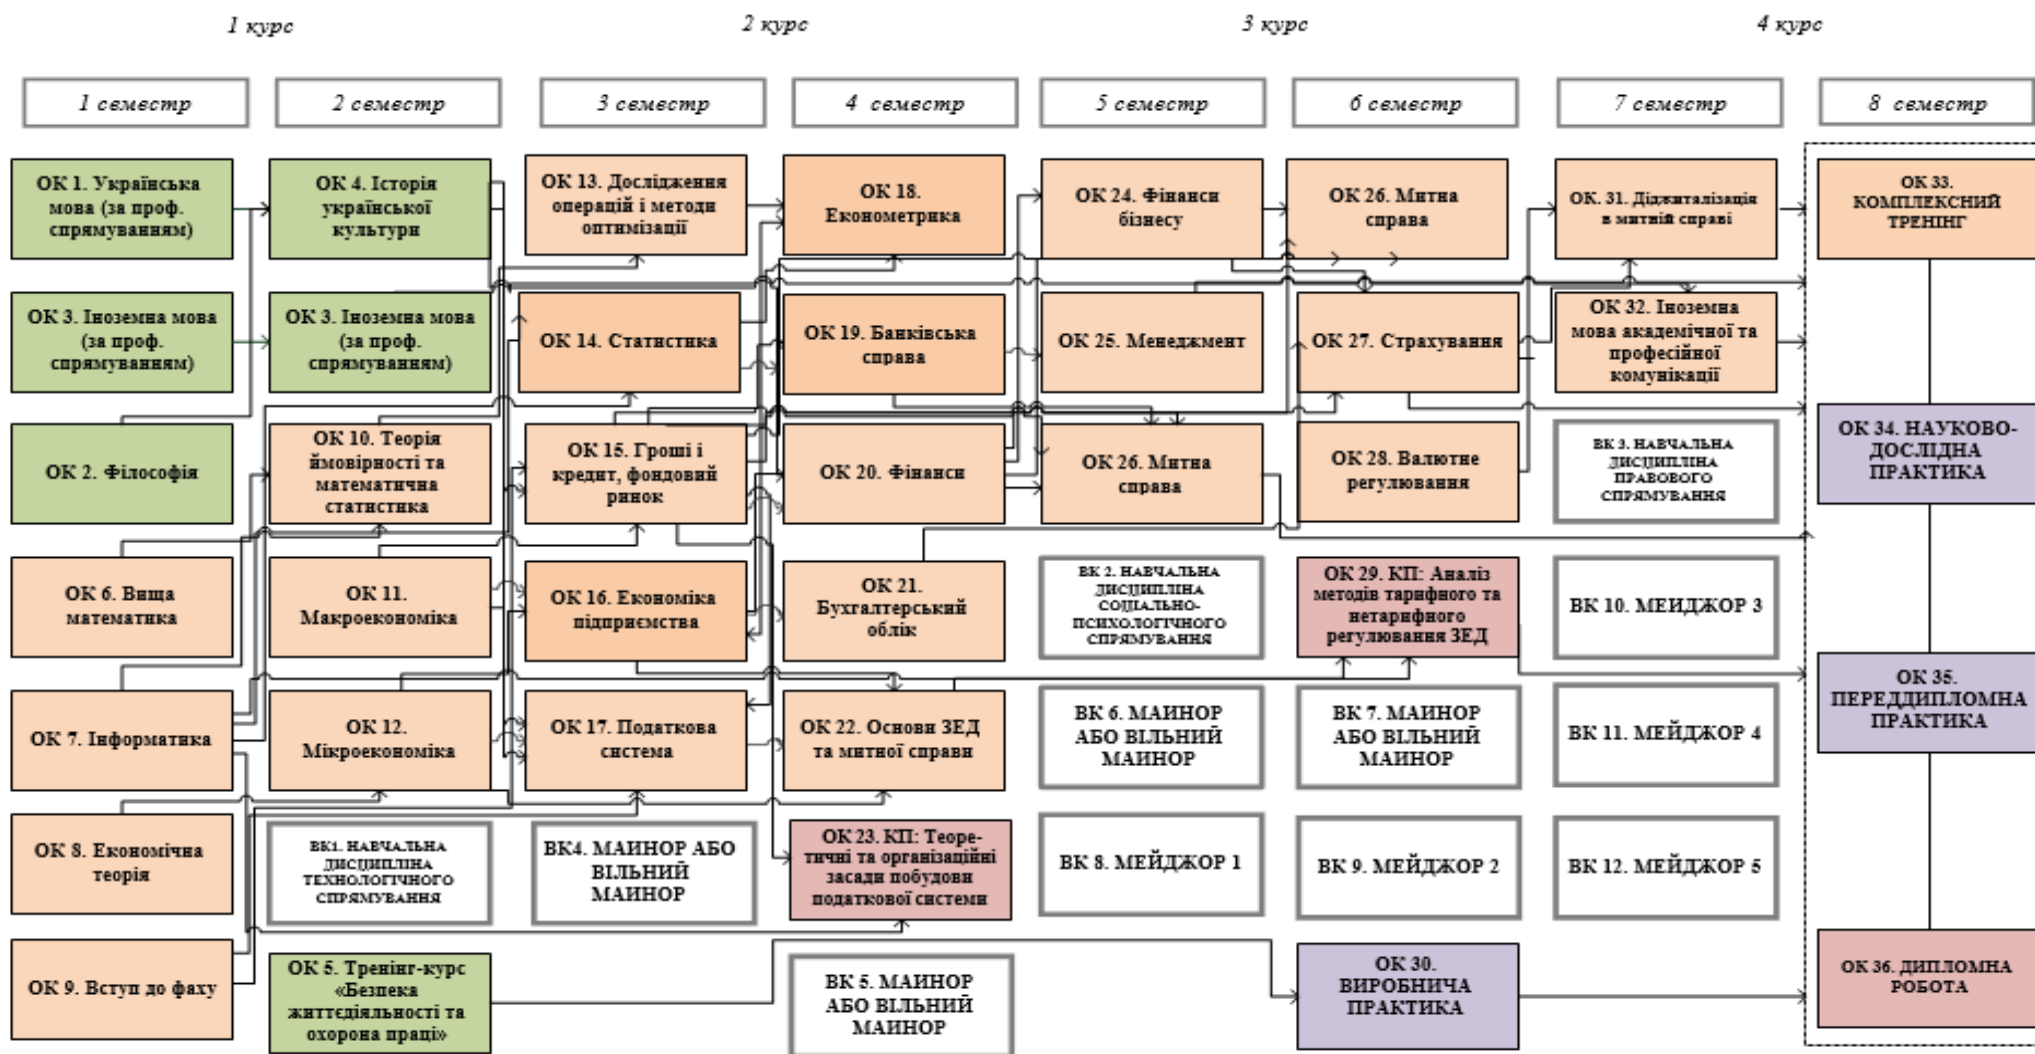 1 курс
2 курс
3 курс
4 курс
1 семестр
2 семестр
3 семестр
4 семестр
5 семестр
6 семестр
7 семестр
8 семестр
ОК 1. Українська
мова (за проф.
спрямуванням)
ОК 3. Іноземна мова
(за проф.
спрямуванням)
ОК 2. Філософія
ОК 6. Вища
математика
ОК 7. Інформатика
ОК 8. Економічна
теорія
ОК 9. Вступ до фаху
ОК 4. Історія
української
культури
ОК 3. Іноземна мова
(за проф.
спрямуванням)
ОК 10. Теорія
ймовірності та
математична
статистика
ОК 11.
Макроекономіка
ОК 12.
Мікроекономіка
ВК1. НАВЧАЛЬНА
ДИСЦИПЛІНА
ТЕХНОЛОГІЧНОГО
СПРЯМУВАННЯ
ОК 5. Тренінг-курс
«Безпека
життєдіяльності та
охорона праці»
ОК 13. Дослідження
операцій і методи
оптимізації
ОК 14. Статистика
ОК 15. Гроші і
кредит, фондовий
ринок
ОК 16. Економіка
підприємства
ОК 17. Податкова
система
ВК4. МАЙНОР АБО
ВІЛЬНИЙ
МАЙНОР
ОК 18.
Економетрика
ОК 19. Банківська
справа
ОК 20. Фінанси
ОК 21.
Бухгалтерський
облік
ОК 22. Основи ЗЕД
та митної справи
ОК 23. КП: Теоре-
тичні та організаційні
засади побудови
податкової системи
ВК 5. МАЙНОР
АБО ВІЛЬНИЙ
МАЙНОР
ОК 24. Фінанси
бізнесу
ОК 25. Менеджмент
ОК 26. Митна
справа
ВК 2. НАВЧАЛЬНА
ДИСЦИПЛІНА
СОЦІАЛЬНО-
ПСИХОЛОГІЧНОГО
СПРЯМУВАННЯ
ВК 6. МАЙНОР
АБО ВІЛЬНИЙ
МАЙНОР
ВК 8. МЕЙДЖОР 1
ОК 26. Митна
справа
ОК 27. Страхування
ОК 28. Валютне
регулювання
ОК 29. КП: Аналіз
методів тарифного та
нетарифного
регулювання ЗЕД
ВК 7. МАЙНОР
АБО ВІЛЬНИЙ
МАЙНОР
ВК 9. МЕЙДЖОР 2
ОК 30.
ВИРОБНИЧА
ПРАКТИКА
ОК. 31. Діджиталізація
в митній справі
ОК 32. Іноземна
мова академічної та
професійної
комунікації
ВК 3. НАВЧАЛЬНА
ДИСЦИПЛІНА
ПРАВОВОГО
СПРЯМУВАННЯ
ВК 10. МЕЙДЖОР 3
ВК 11. МЕЙДЖОР 4
ВК 12. МЕЙДЖОР 5
ОК 33.
КОМПЛЕКСНИЙ
ТРЕНІНГ
ОК 34. НАУКОВО-
ДОСЛІДНА
ПРАКТИКА
ОК 35.
ПЕРЕДДИПЛОМНА
ПРАКТИКА
ОК 36. ДИПЛОМНА
РОБОТА